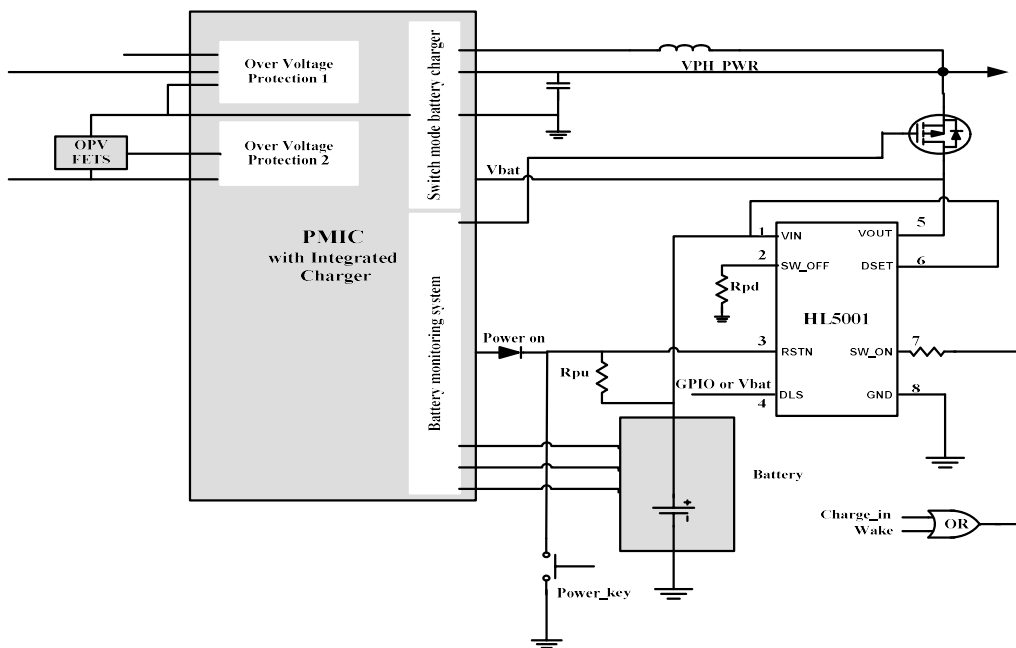 Over Voltage
Protection 1
OPV
FETS
Over Voltage
Protection 2
Switch mode battery charger
PMIC
with Integrated
Charger
Battery monitoring system
VPH_PWR
Vbat
1
VIN
VOUT
5
2
SW_OFF
DSET
6
Rpd
HL5001
Power on
3
RSTN
SW_ON
7
Rpu
GPIO or Vbat
4
DLS
GND
8
Battery
+
-
Charge_in
Wake
OR
Power_key